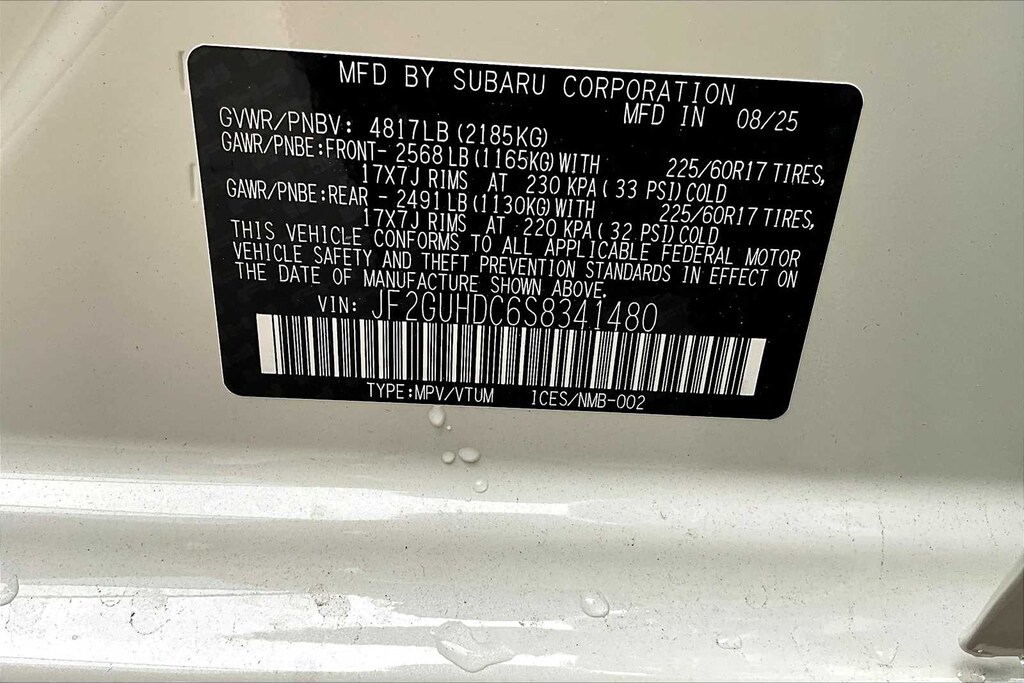 MFD BY SUBARU CORPORATION
MFD IN 08/25
GVWR/PNBV: 4817LB (2185KG)
GAWR/PNBE:FRONT- 2568 LB (1165KG) WITH 225/60R17 TIRES,
17X7J RIMS AT 230 KPA ( 33 PSI) COLD
GAWR/PNBE:REAR - 2491 LB (1130KG) WITH 225/60R17 TIRES,
17X7J RIMS AT 220 KPA ( 32 PSI) COLD
THIS VEHICLE CONFORMS TO ALL APPLICABLE FEDERAL MOTOR
VEHICLE SAFETY AND THEFT PREVENTION STANDARDS IN EFFECT ON
THE DATE OF MANUFACTURE SHOWN ABOVE.
VIN: JF2GUHDC6S8341480
TYPE:MPV/VTUM ICES/NMB-002